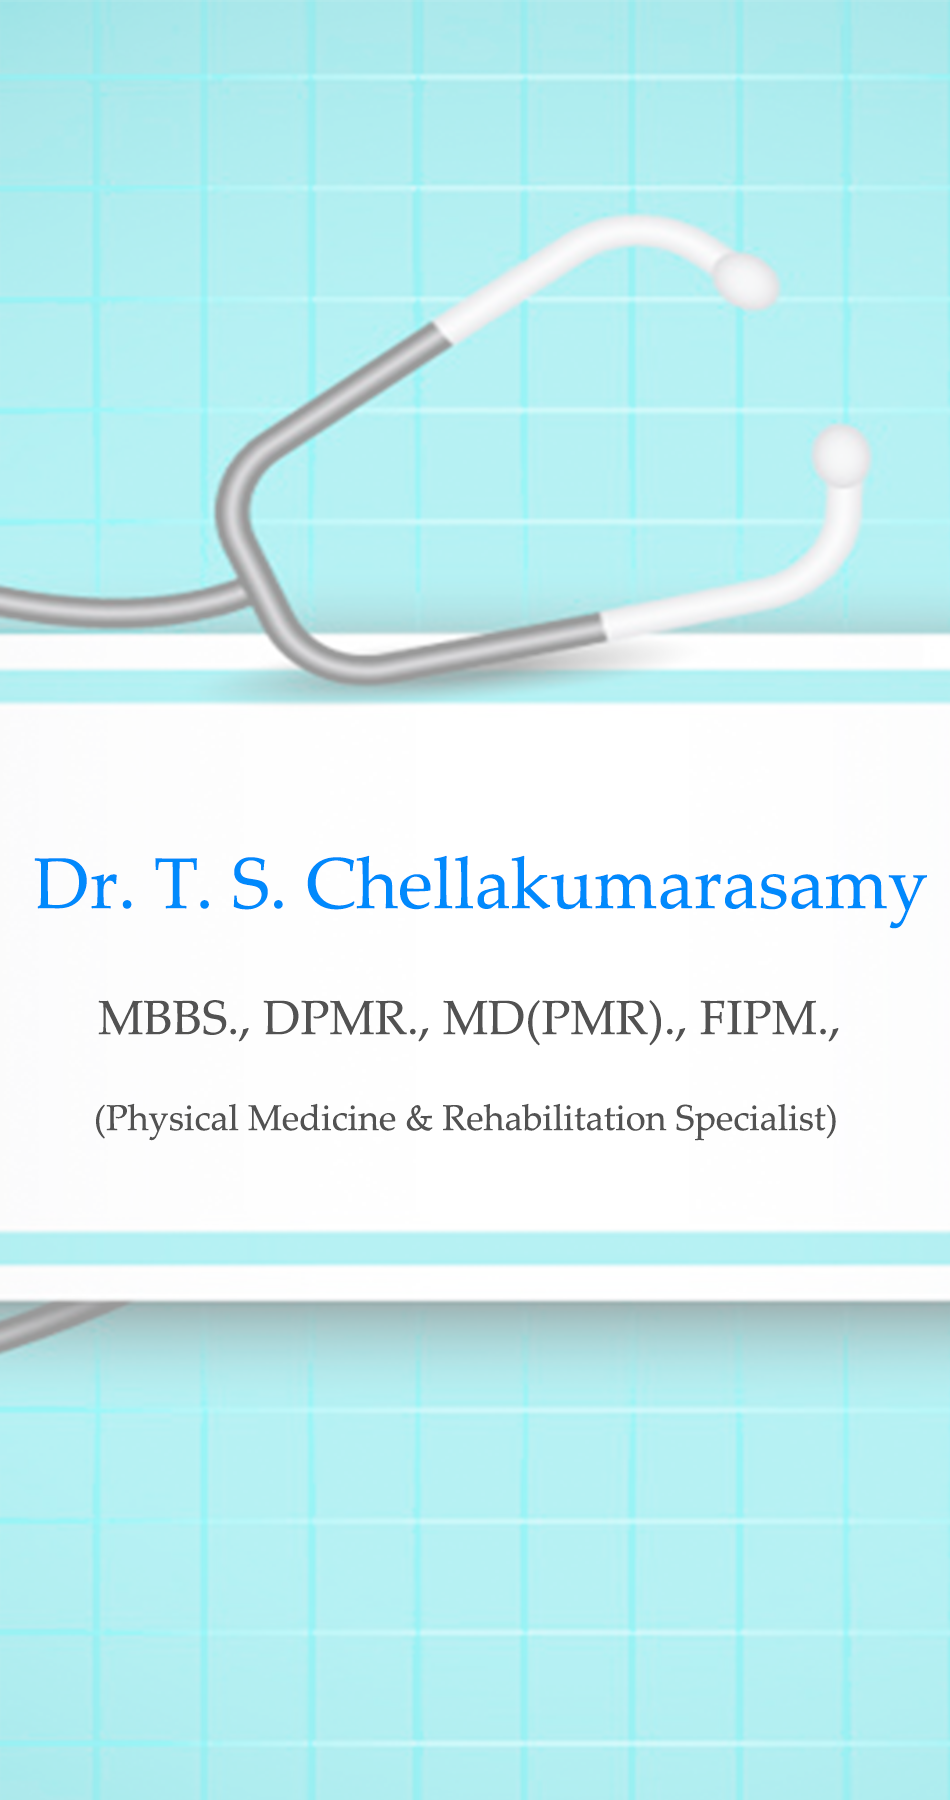 Dr. T. S. Chellakumarasamy
MBBS., DPMR., MD(PMR)., FIPM.,
(Physical Medicine & Rehabilitation Specialist)